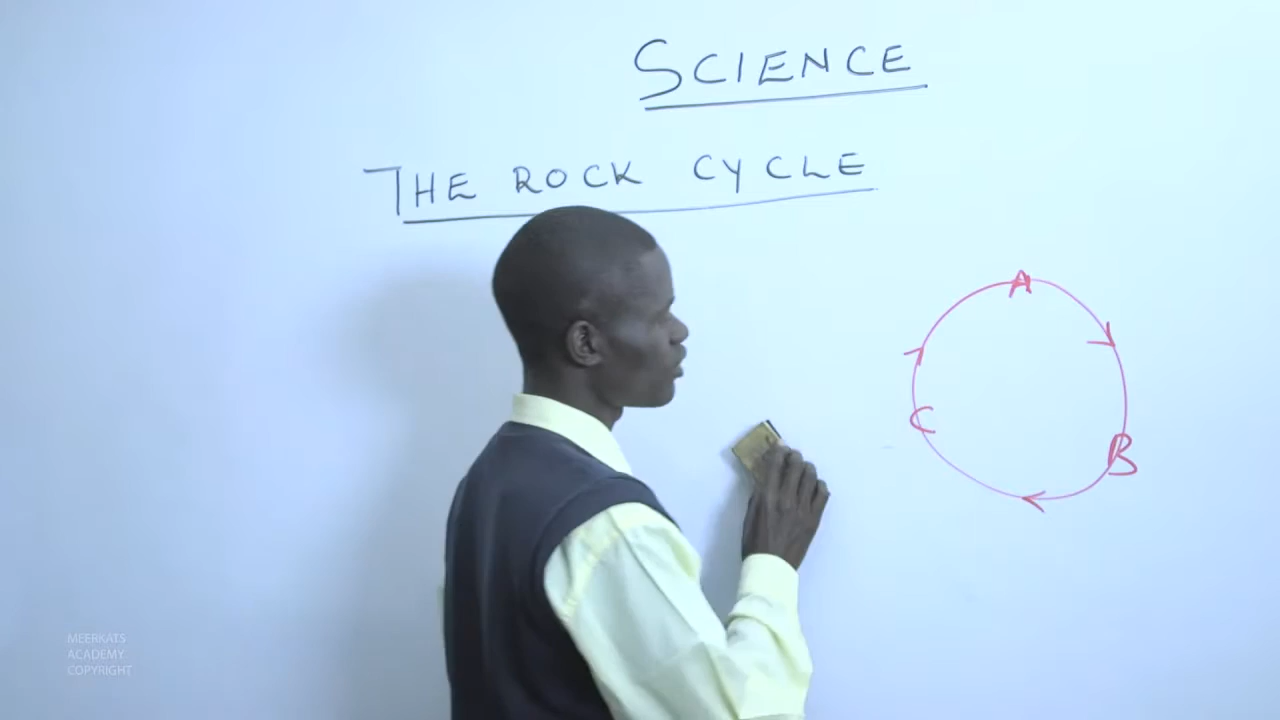 SCIENCE
THE ROCK CYCLE
A
C
B
MEERKATS
ACADEMY
COPYRIGHT